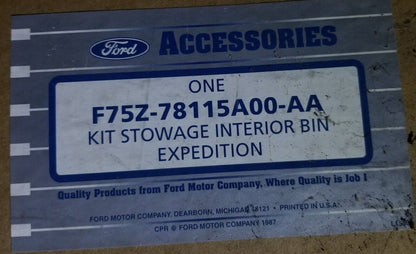 Ford ACCESSORIES
ONE
F75Z-78115A00-AA
KIT STOWAGE INTERIOR BIN
EXPEDITION
Quality Products from Ford Motor Company, Where Quality is Job 1
FORD MOTOR COMPANY. DEARBORN, MICHIGAN 48121 • PRINTED IN U.S.A.
CPR © FORD MOTOR COMPANY 1987